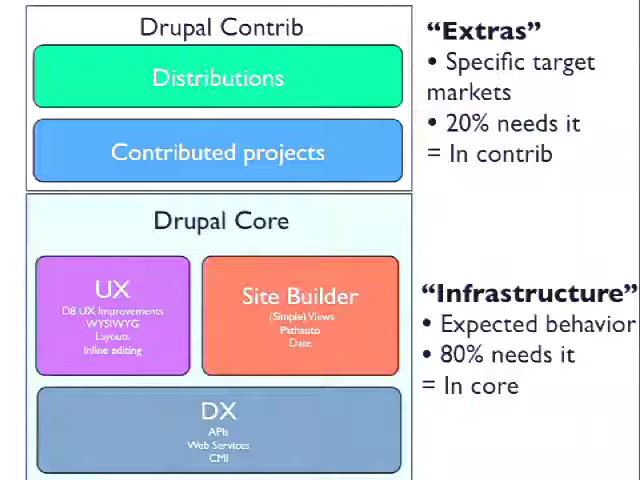 Drupal Contrib
Distributions
Contributed projects
“Extras”
• Specific target
markets
• 20% needs it
= In contrib
Drupal Core
UX
D8 UX Improvements
WYSIWYG
Layouts
Inline editing
Site Builder
(Simple) Views
Pathauto
Date
DX
APIs
Web Services
CMI
“Infrastructure”
• Expected behavior
• 80% needs it
= In core